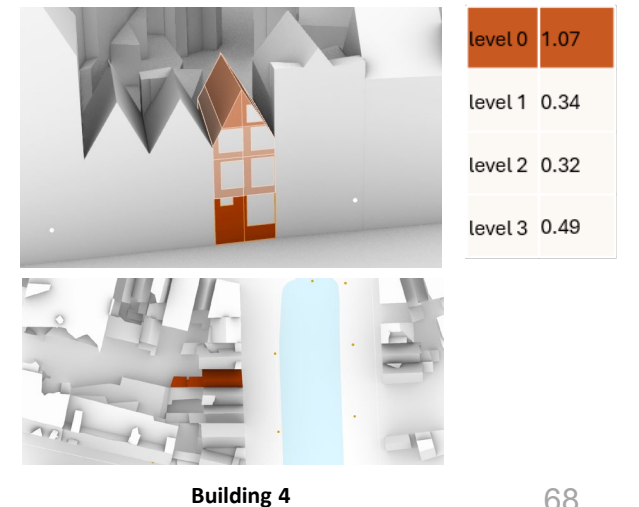 level 0 1.07
level 1 0.34
level 2 0.32
level 3 0.49
Building 4
68